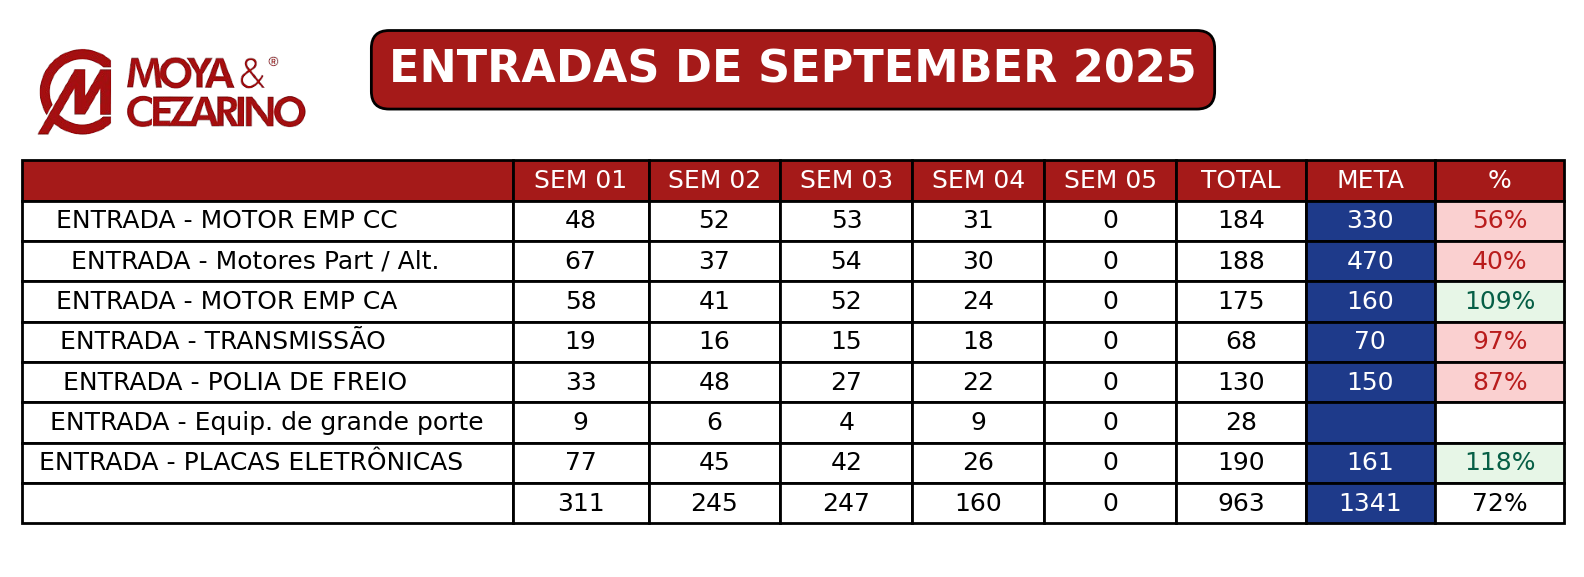 MOYA & ®
CEZARINO
ENTRADAS DE SEPTEMBER 2025
SEM 01 SEM 02 SEM 03 SEM 04 SEM 05 TOTAL META %
ENTRADA - MOTOR EMP CC 48 52 53 31 0 184 330 56%
ENTRADA - Motores Part / Alt. 67 37 54 30 0 188 470 40%
ENTRADA - MOTOR EMP CA 58 41 52 24 0 175 160 109%
ENTRADA - TRANSMISSÃO 19 16 15 18 0 68 70 97%
ENTRADA - POLIA DE FREIO 33 48 27 22 0 130 150 87%
ENTRADA - Equip. de grande porte 9 6 4 9 0 28
ENTRADA - PLACAS ELETRÔNICAS 77 45 42 26 0 190 161 118%
311 245 247 160 0 963 1341 72%